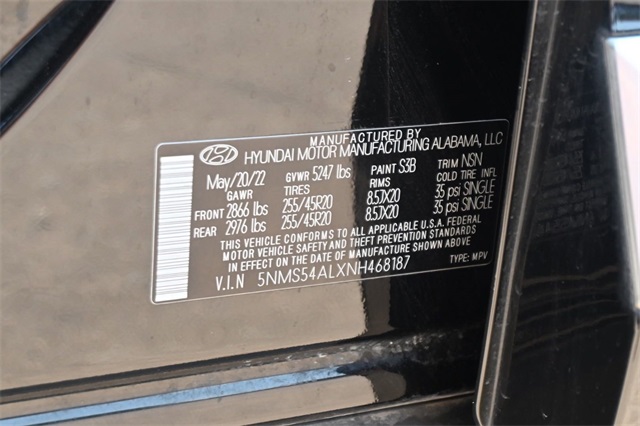 MANUFACTURED BY
HYUNDAI MOTOR MANUFACTURING ALABAMA, LLC
May/20/22 GVWR 5247 lbs PAINT S3B TRIM NSN
GAWR TIRES RIMS COLD TIRE INFL
FRONT 2866 lbs 255/45R20 8.5JX20 35 psi SINGLE
REAR 2976 lbs 255/45R20 8.5JX20 35 psi SINGLE
THIS VEHICLE CONFORMS TO ALL APPLICABLE U.S.A. FEDERAL
MOTOR VEHICLE SAFETY AND THEFT PREVENTION STANDARDS
IN EFFECT ON THE DATE OF MANUFACTURE SHOWN ABOVE
V.I.N 5NMS54ALXNH468187 TYPE: MPV